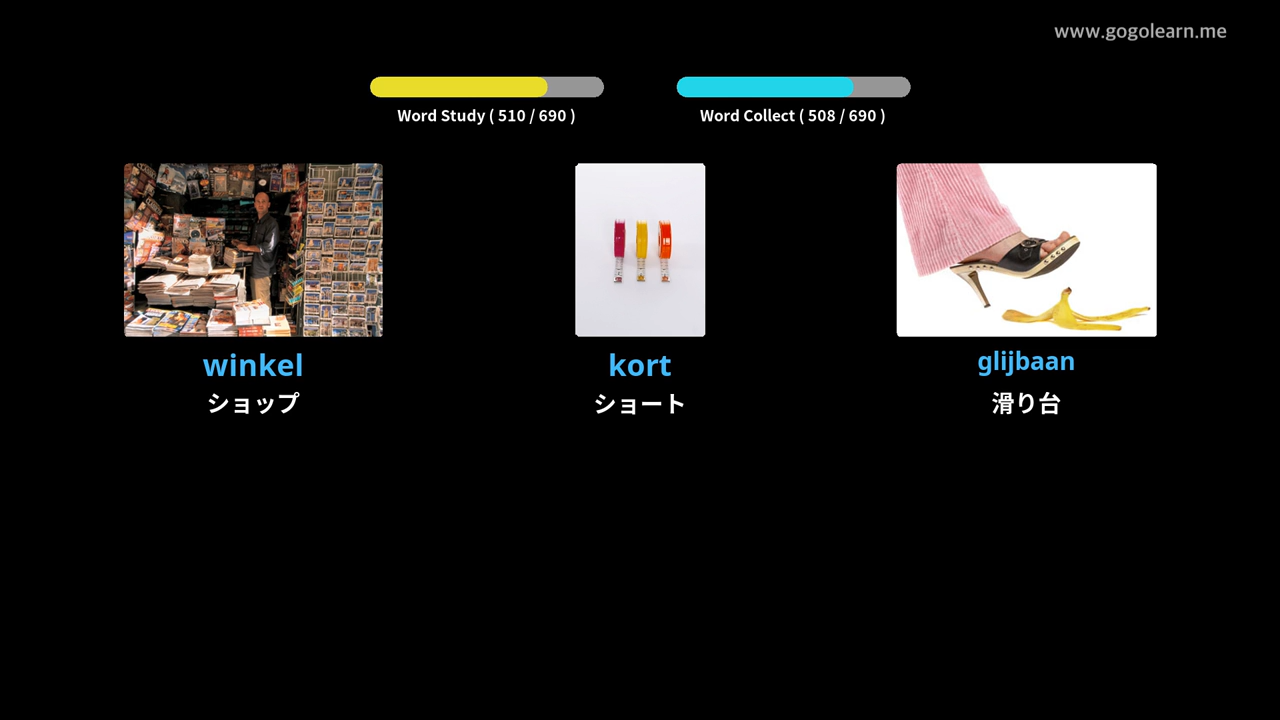 www.gogolearn.me
Word Study ( 510 / 690 )
Word Collect ( 508 / 690 )
winkel
ショップ
kort
ショート
glijbaan
滑り台